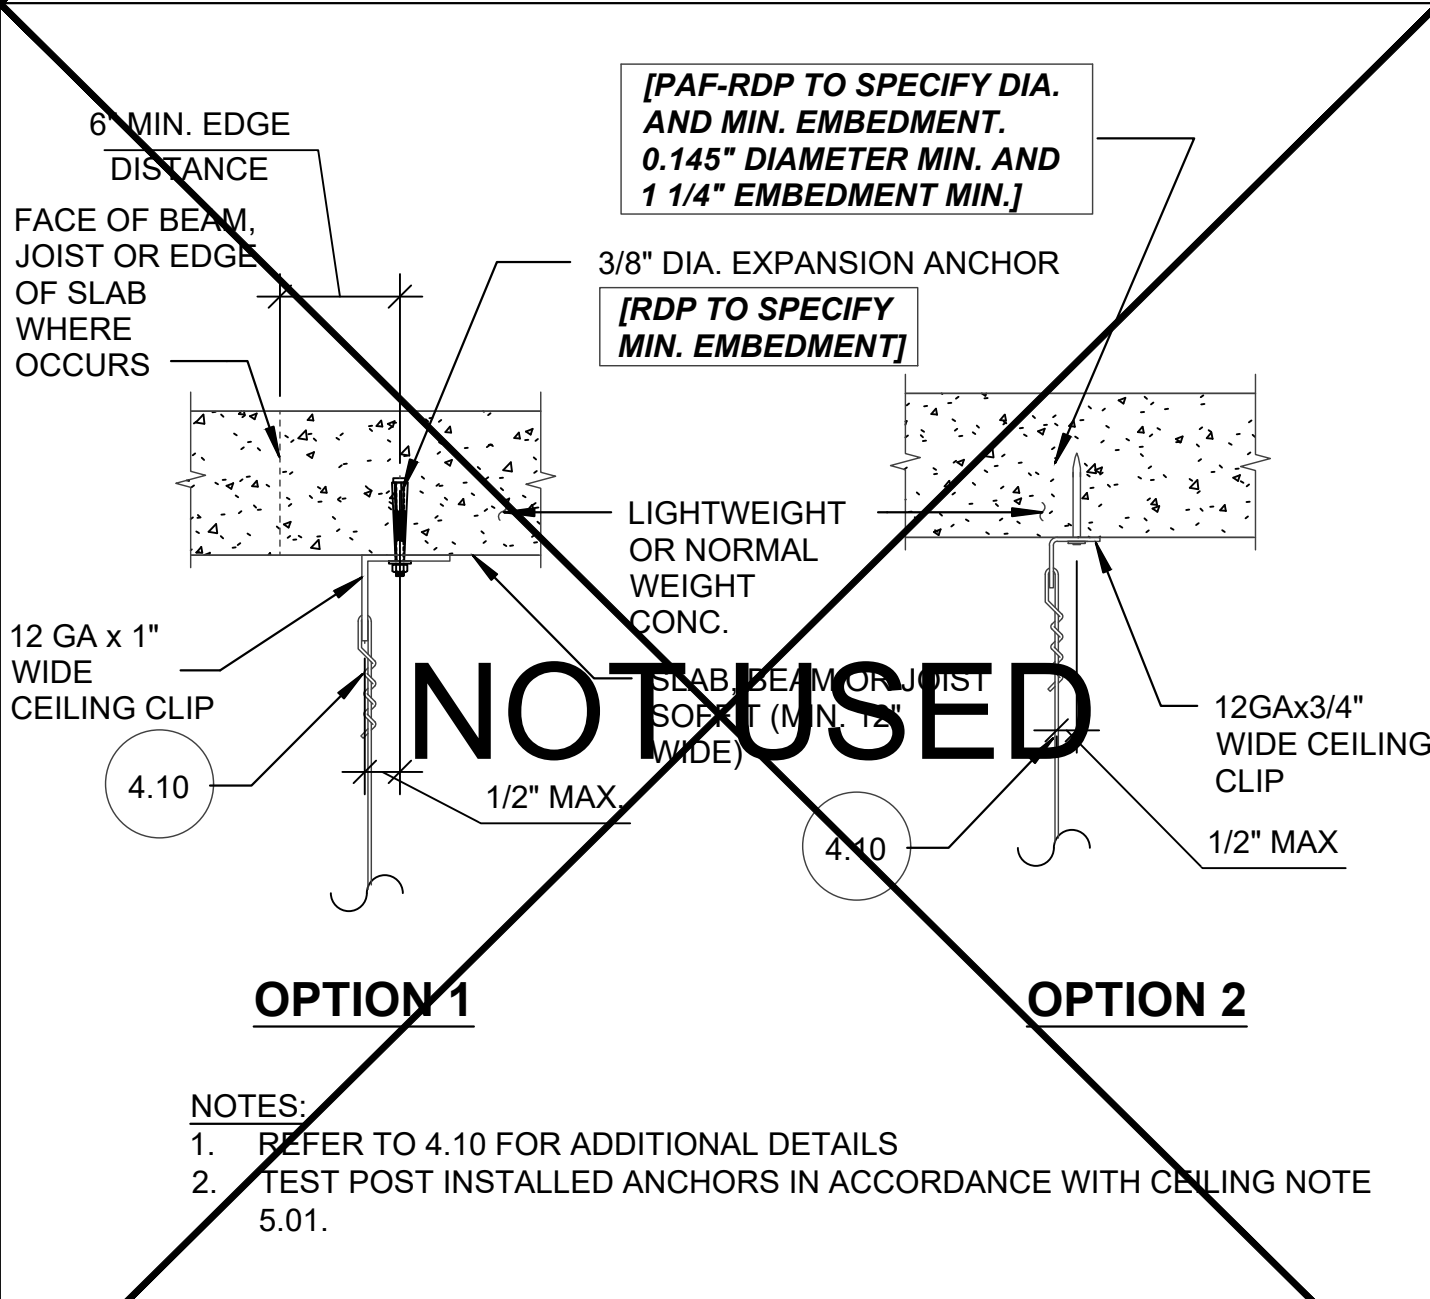 6" MIN. EDGE
DISTANCE
FACE OF BEAM,
JOIST OR EDGE
OF SLAB
WHERE
OCCURS
[PAF-RDP TO SPECIFY DIA.
AND MIN. EMBEDMENT.
0.145" DIAMETER MIN. AND
1 1/4" EMBEDMENT MIN.]
3/8" DIA. EXPANSION ANCHOR
[RDP TO SPECIFY
MIN. EMBEDMENT]
LIGHTWEIGHT
OR NORMAL
WEIGHT
CONC.
12 GA x 1"
WIDE
CEILING CLIP
NOT USED
SLAB, BEAM OR JOIST
SOFFIT (MIN. 12"
WIDE)
12GAx3/4"
WIDE CEILING
CLIP
4.10
1/2" MAX.
4.10
1/2" MAX
OPTION 1
OPTION 2
NOTES:
1. REFER TO 4.10 FOR ADDITIONAL DETAILS
2. TEST POST INSTALLED ANCHORS IN ACCORDANCE WITH CEILING NOTE
5.01.